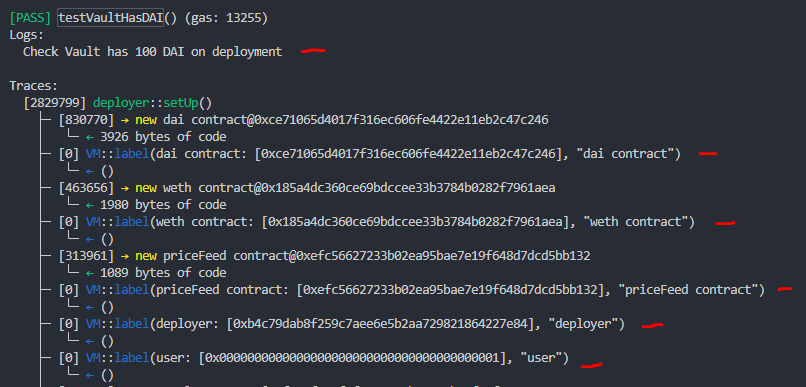 [PASS] testVaultHasDAI() (gas: 13255)
Logs:
Check Vault has 100 DAI on deployment
Traces:
[2829799] deployer::setUp()
├─ [830770] → new dai contract@0xce71065d4017f316ec606fe4422e11eb2c47c246
│ └─ ← 3926 bytes of code
├─ [0] VM::label(dai contract: [0xce71065d4017f316ec606fe4422e11eb2c47c246], "dai contract")
│ └─ ← ()
├─ [463656] → new weth contract@0x185a4dc360ce69bdccee33b3784b0282f7961aea
│ └─ ← 1980 bytes of code
├─ [0] VM::label(weth contract: [0x185a4dc360ce69bdccee33b3784b0282f7961aea], "weth contract")
│ └─ ← ()
├─ [313961] → new priceFeed contract@0xefc56627233b02ea95bae7e19f648d7dcd5bb132
│ └─ ← 1089 bytes of code
├─ [0] VM::label(priceFeed contract: [0xefc56627233b02ea95bae7e19f648d7dcd5bb132], "priceFeed contract")
│ └─ ← ()
├─ [0] VM::label(deployer: [0xb4c79dab8f259c7aee6e5b2aa729821864227e84], "deployer")
│ └─ ← ()
├─ [0] VM::label(user: [0x0000000000000000000000000000000000000001], "user")
│ └─ ← ()